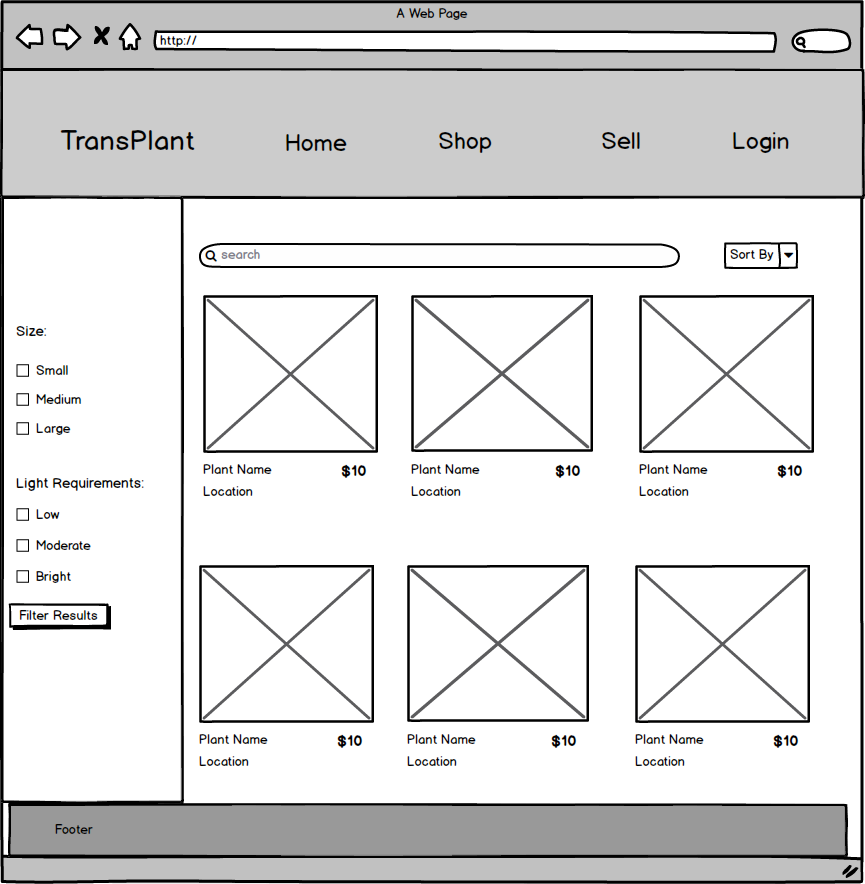 A Web Page
http://
TransPlant Home Shop Sell Login
search
Sort By
Size:
Small
Medium
Large
Light Requirements:
Low
Moderate
Bright
Filter Results
Plant Name $10
Location
Plant Name $10
Location
Plant Name $10
Location
Plant Name $10
Location
Plant Name $10
Location
Plant Name $10
Location
Footer